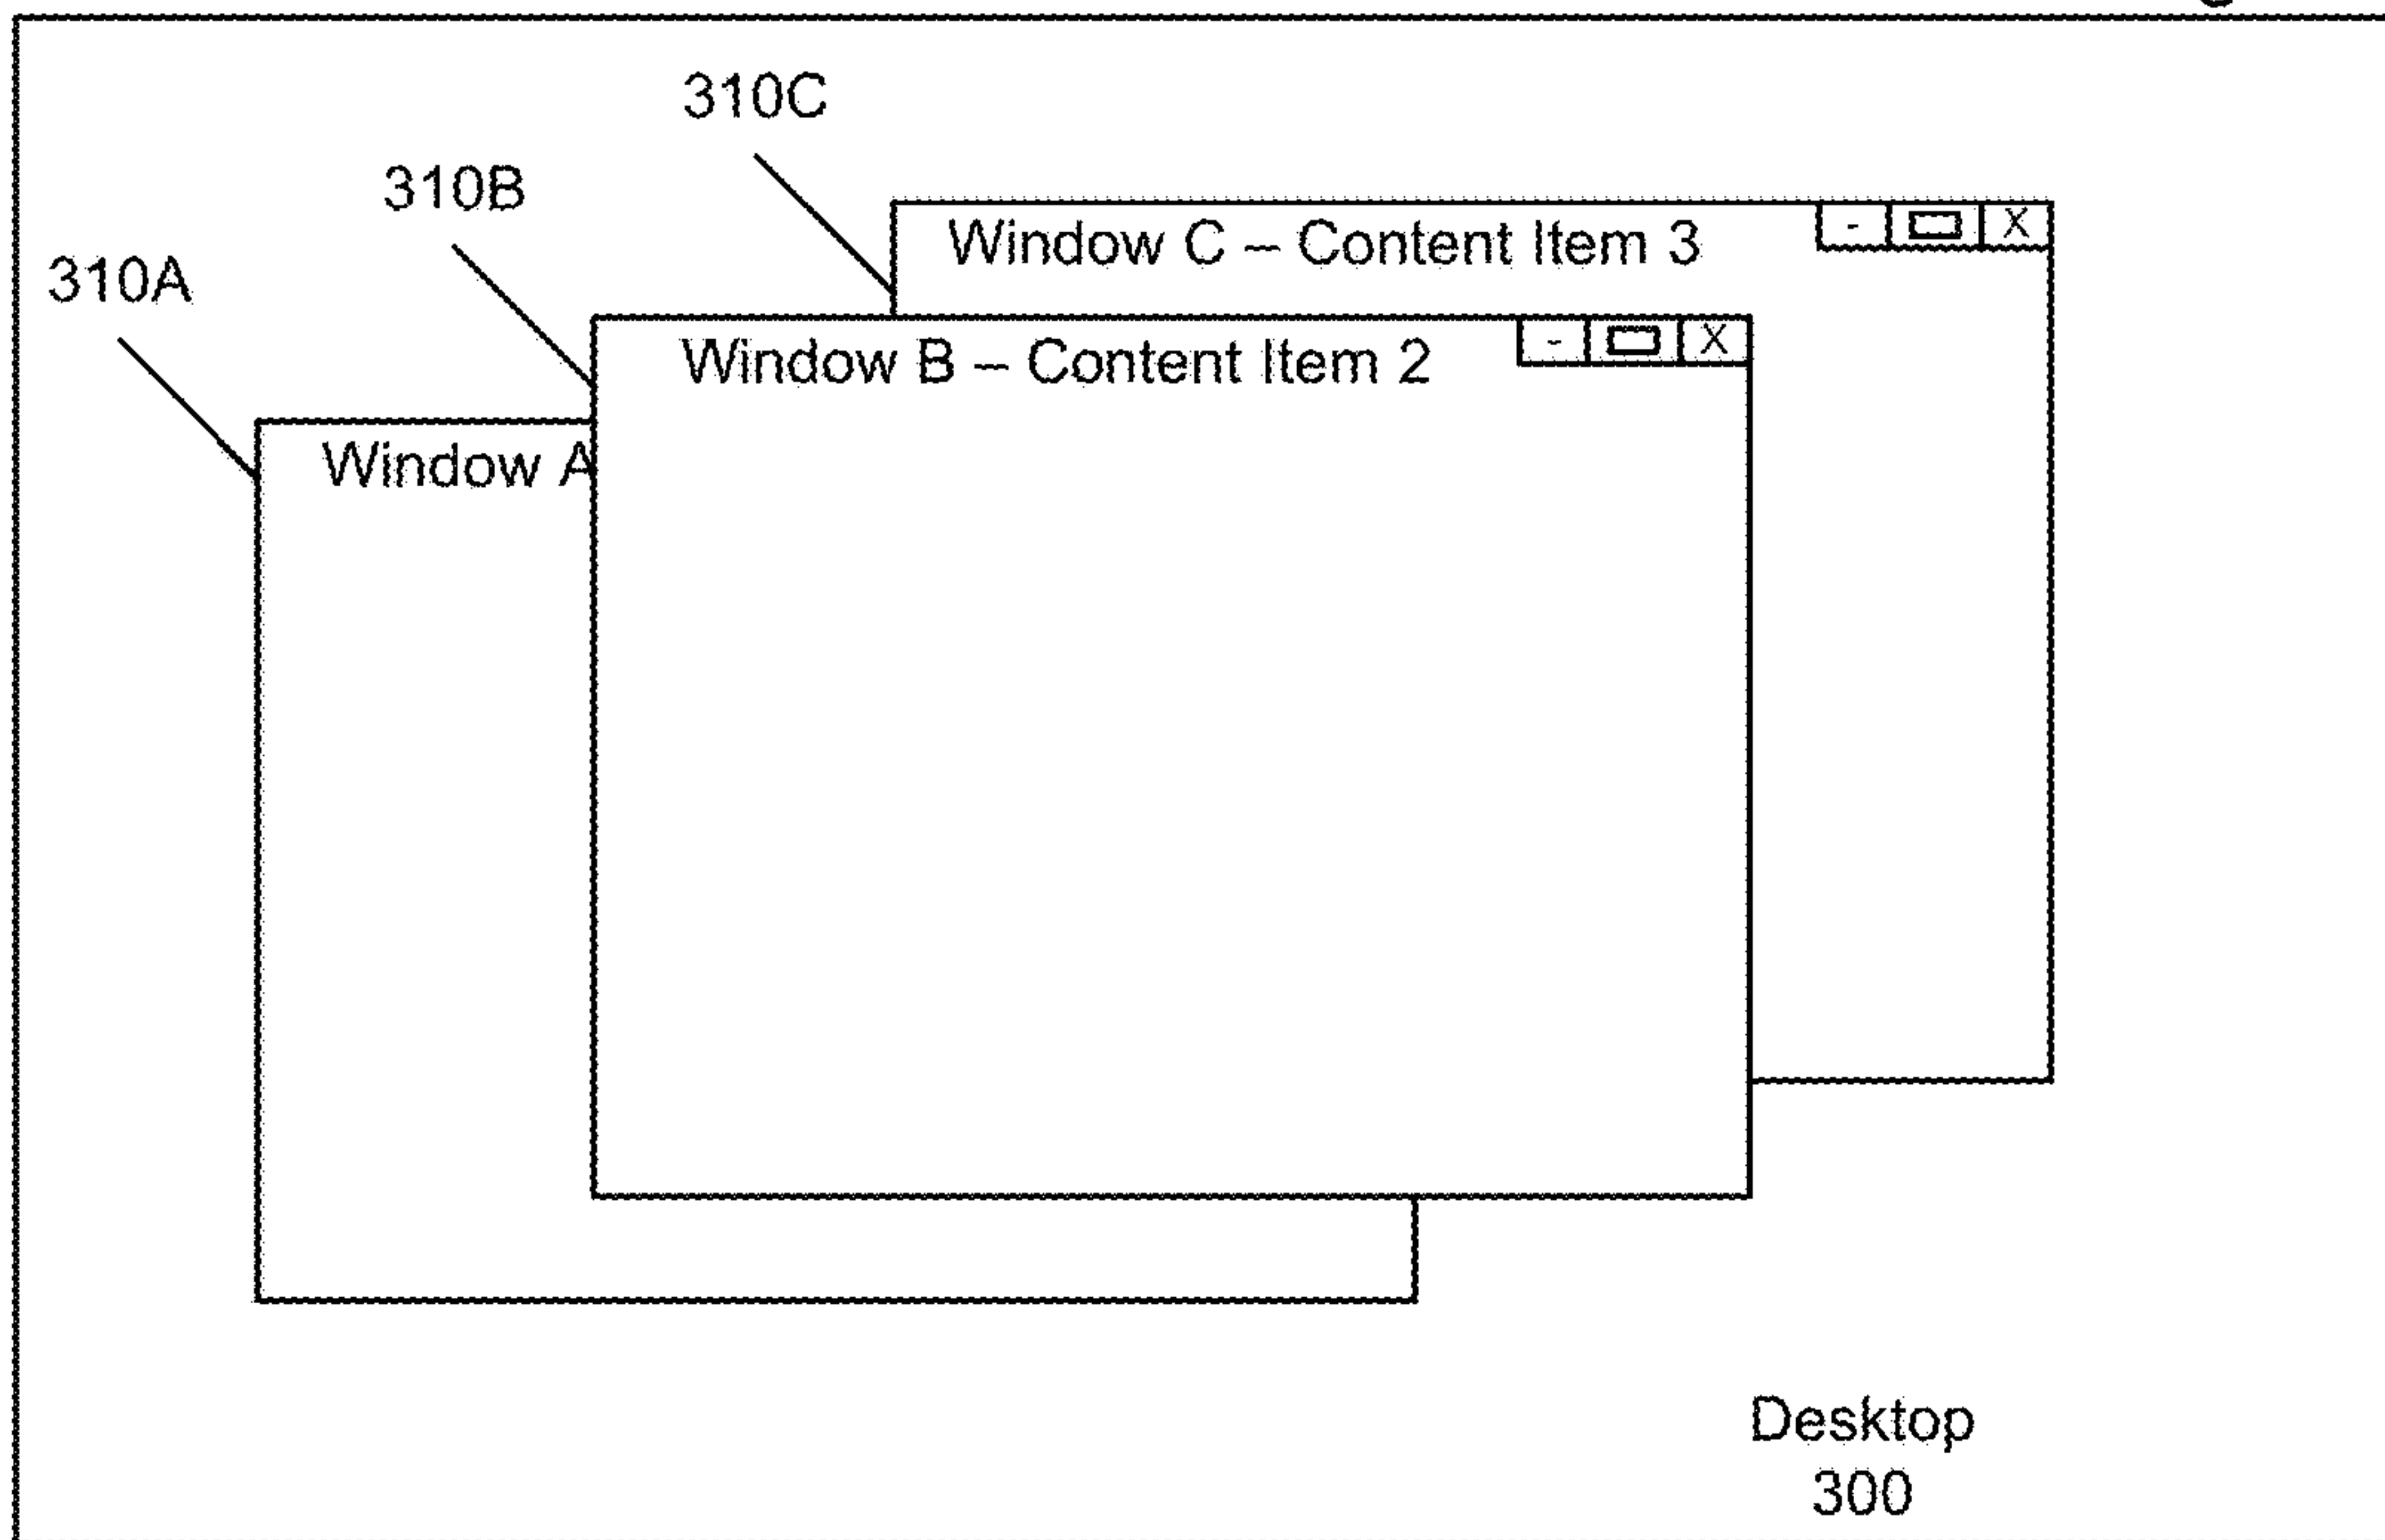 310C
310B
310A
Window C – Content Item 3
- X
Window B – Content Item 2
- X
Window A
Desktop
300